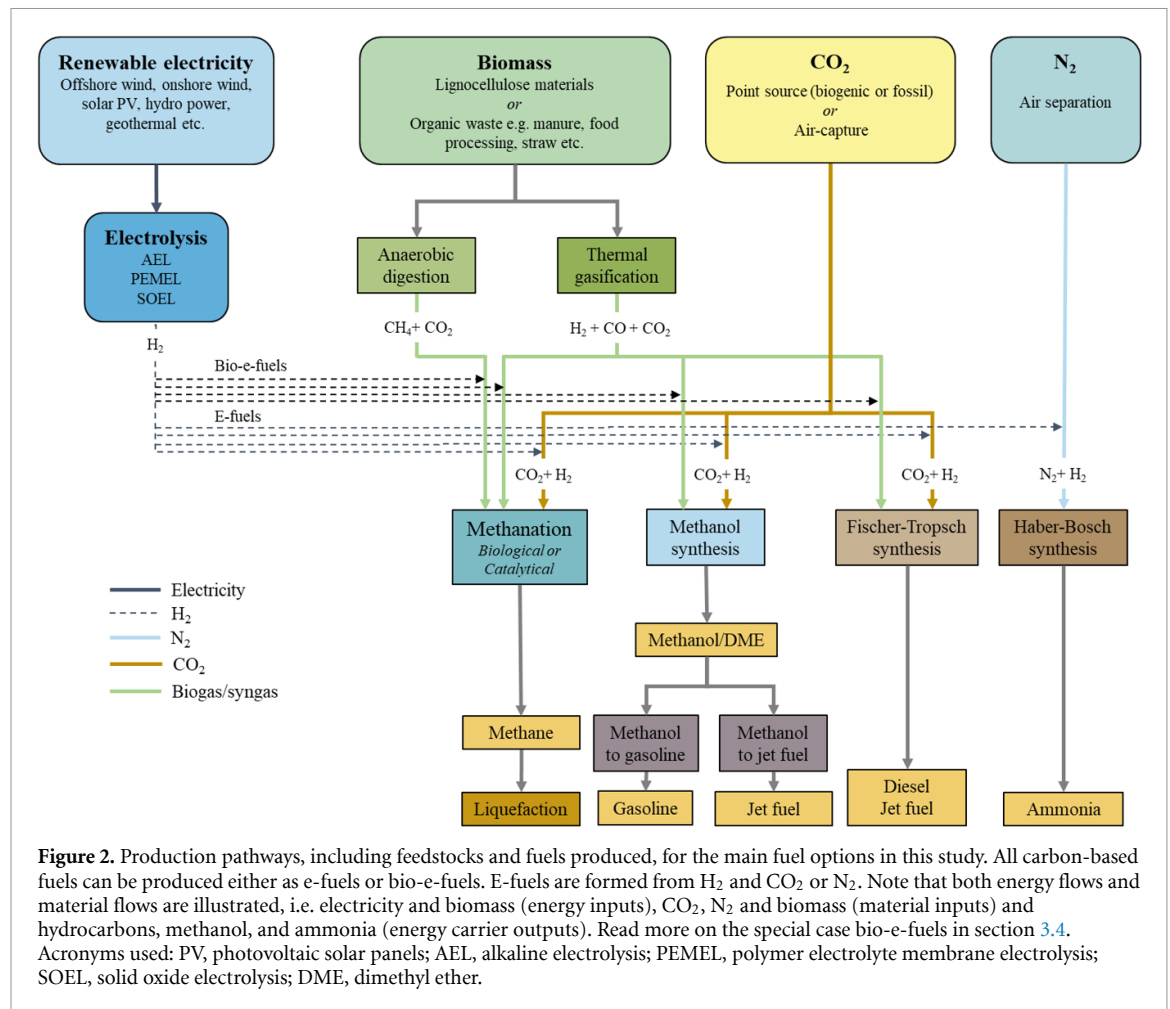 Renewable electricity
Offshore wind, onshore wind,
solar PV, hydro power,
geothermal etc.
Biomass
Lignocellulose materials
or
Organic waste e.g. manure, food
processing, straw etc.
CO₂
Point source (biogenic or fossil)
or
Air-capture
N₂
Air separation
Electrolysis
AEL
PEMEL
SOEL
Anaerobic
digestion
Thermal
gasification
CH₄+ CO₂
H₂ + CO + CO₂
H₂
Bio-e-fuels
E-fuels
CO₂+ H₂
CO₂+ H₂
CO₂+ H₂
N₂+ H₂
Methanation
Biological or
Catalytical
Methanol
synthesis
Fischer-Tropsch
synthesis
Haber-Bosch
synthesis
Electricity
H₂
N₂
CO₂
Biogas/syngas
Methanol/DME
Methane
Methanol
to gasoline
Methanol
to jet fuel
Liquefaction
Gasoline
Jet fuel
Diesel
Jet fuel
Ammonia
Figure 2. Production pathways, including feedstocks and fuels produced, for the main fuel options in this study. All carbon-based
fuels can be produced either as e-fuels or bio-e-fuels. E-fuels are formed from H₂ and CO₂ or N₂. Note that both energy flows and
material flows are illustrated, i.e. electricity and biomass (energy inputs), CO₂, N₂ and biomass (material inputs) and
hydrocarbons, methanol, and ammonia (energy carrier outputs). Read more on the special case bio-e-fuels in section 3.4.
Acronyms used: PV, photovoltaic solar panels; AEL, alkaline electrolysis; PEMEL, polymer electrolyte membrane electrolysis;
SOEL, solid oxide electrolysis; DME, dimethyl ether.